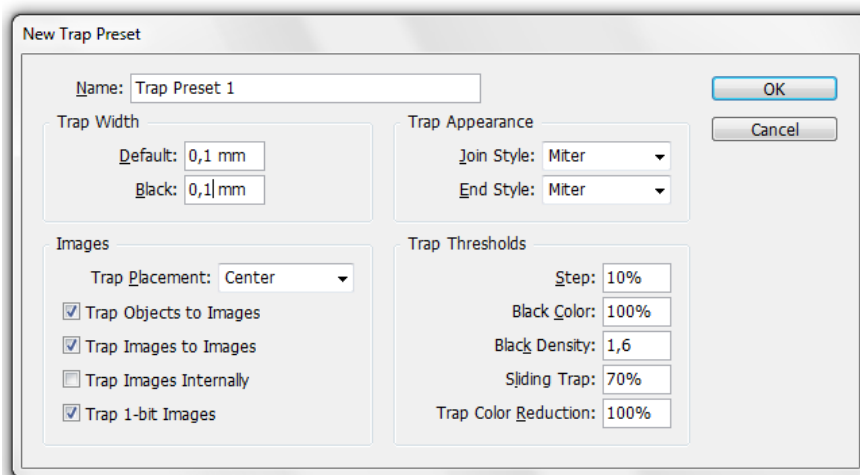 New Trap Preset
Name: Trap Preset 1
OK
Cancel
Trap Width
Default: 0,1 mm
Black: 0,1 mm
Trap Appearance
Join Style: Miter
End Style: Miter
Images
Trap Placement: Center
Trap Objects to Images
Trap Images to Images
Trap Images Internally
Trap 1-bit Images
Trap Thresholds
Step: 10%
Black Color: 100%
Black Density: 1,6
Sliding Trap: 70%
Trap Color Reduction: 100%